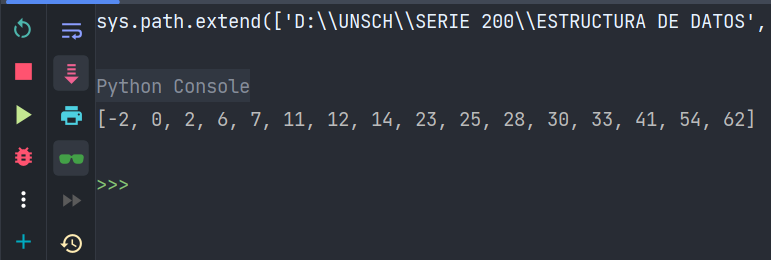 sys.path.extend(['D:\\UNSCH\\SERIE 200\\ESTRUCTURA DE DATOS',
Python Console
[-2, 0, 2, 6, 7, 11, 12, 14, 23, 25, 28, 30, 33, 41, 54, 62]
>>>